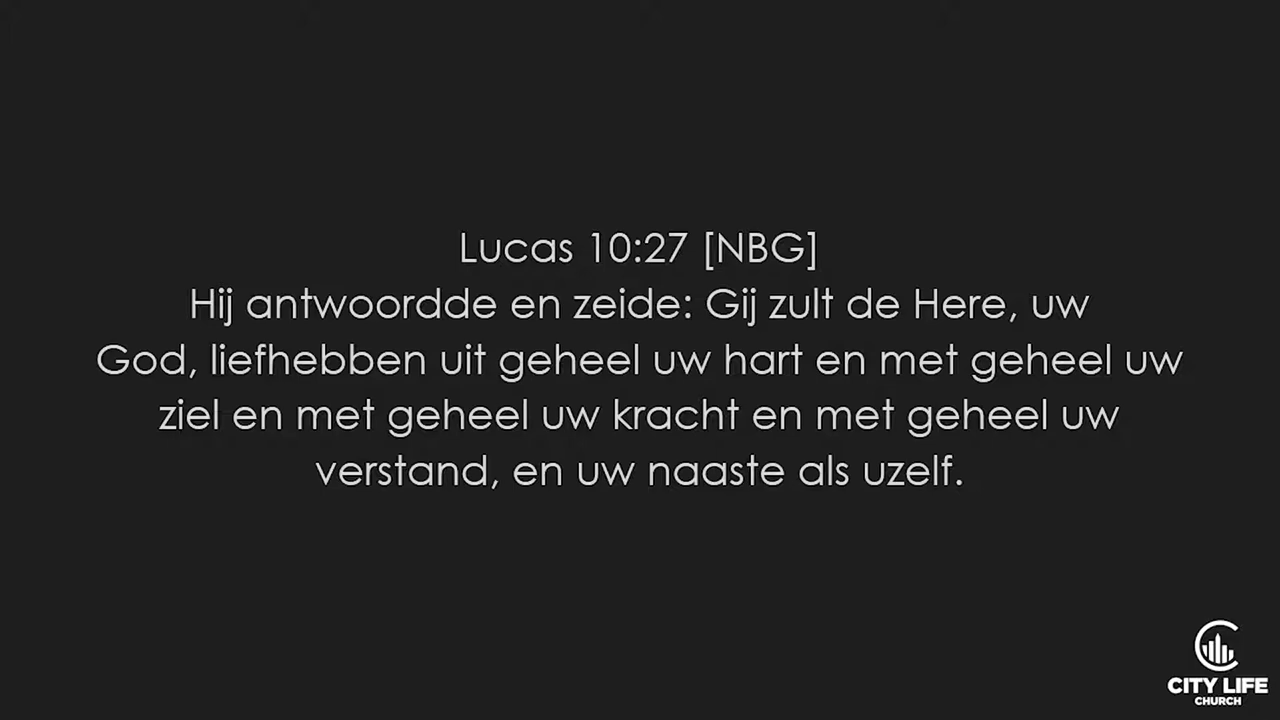 Lucas 10:27 [NBG]
Hij antwoordde en zeide: Gij zult de Here, uw
God, liefhebben uit geheel uw hart en met geheel uw
ziel en met geheel uw kracht en met geheel uw
verstand, en uw naaste als uzelf.
CITY LIFE
CHURCH